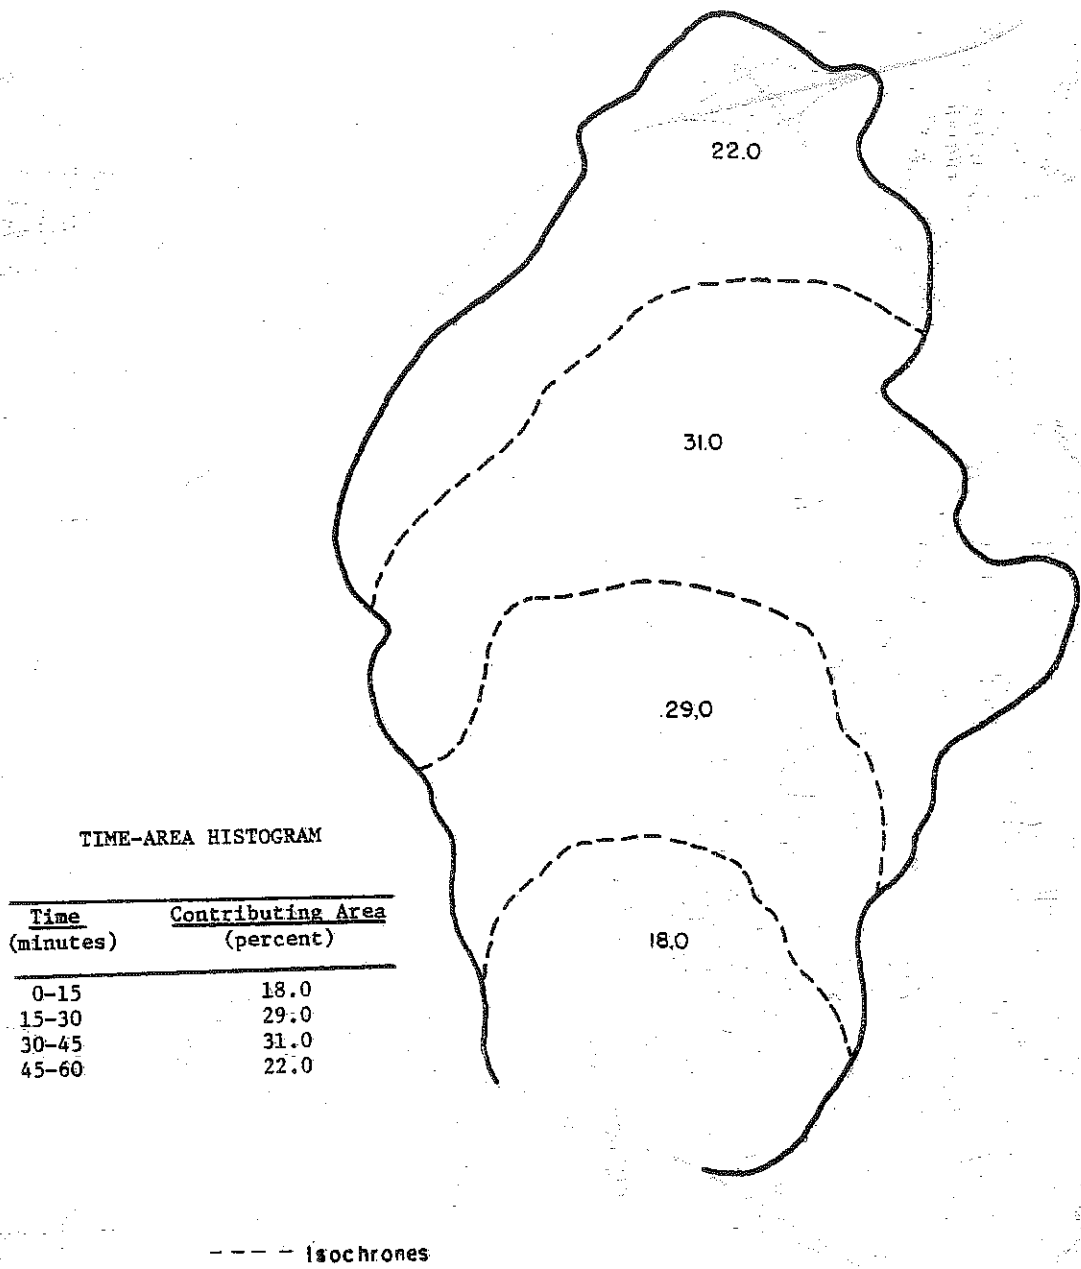 22.0
31.0
29,0
18.0
TIME-AREA HISTOGRAM
Time Contributing Area
(minutes) (percent)
0-15 18.0
15-30 29.0
30-45 31.0
45-60 22.0
---- Isochrones